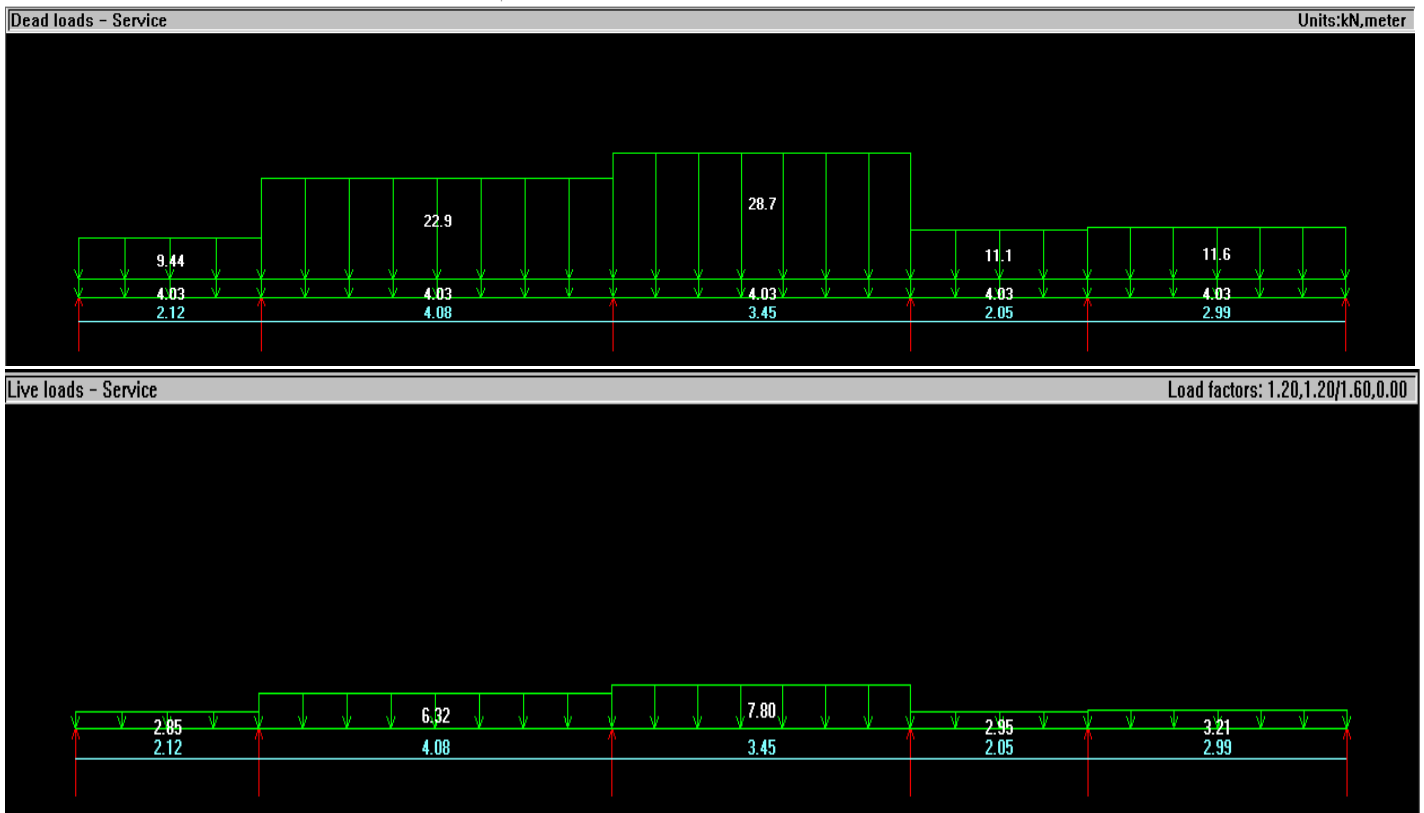 Dead loads - Service Units:kN,meter
28.7
22.9
9.44 11.1 11.6
4.03 4.03 4.03 4.03 4.03
2.12 4.08 3.45 2.05 2.99
Live loads - Service Load factors: 1.20,1.20/1.60,0.00
2.85 6.32 7.80 2.95 3.21
2.12 4.08 3.45 2.05 2.99